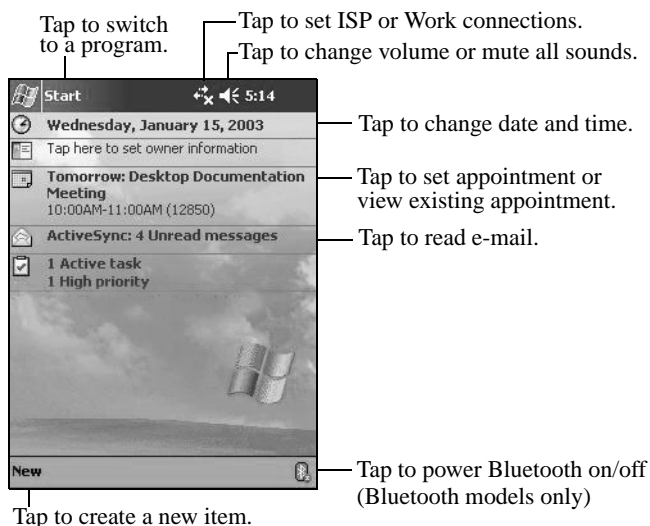 Tap to switch
to a program.
Tap to set ISP or Work connections.
Tap to change volume or mute all sounds.
Start 5:14
Wednesday, January 15, 2003
Tap to change date and time.
Tap here to set owner information
Tomorrow: Desktop Documentation
Meeting
10:00AM-11:00AM (12850)
Tap to set appointment or
view existing appointment.
ActiveSync: 4 Unread messages
Tap to read e-mail.
1 Active task
1 High priority
New
Tap to power Bluetooth on/off
(Bluetooth models only)
Tap to create a new item.